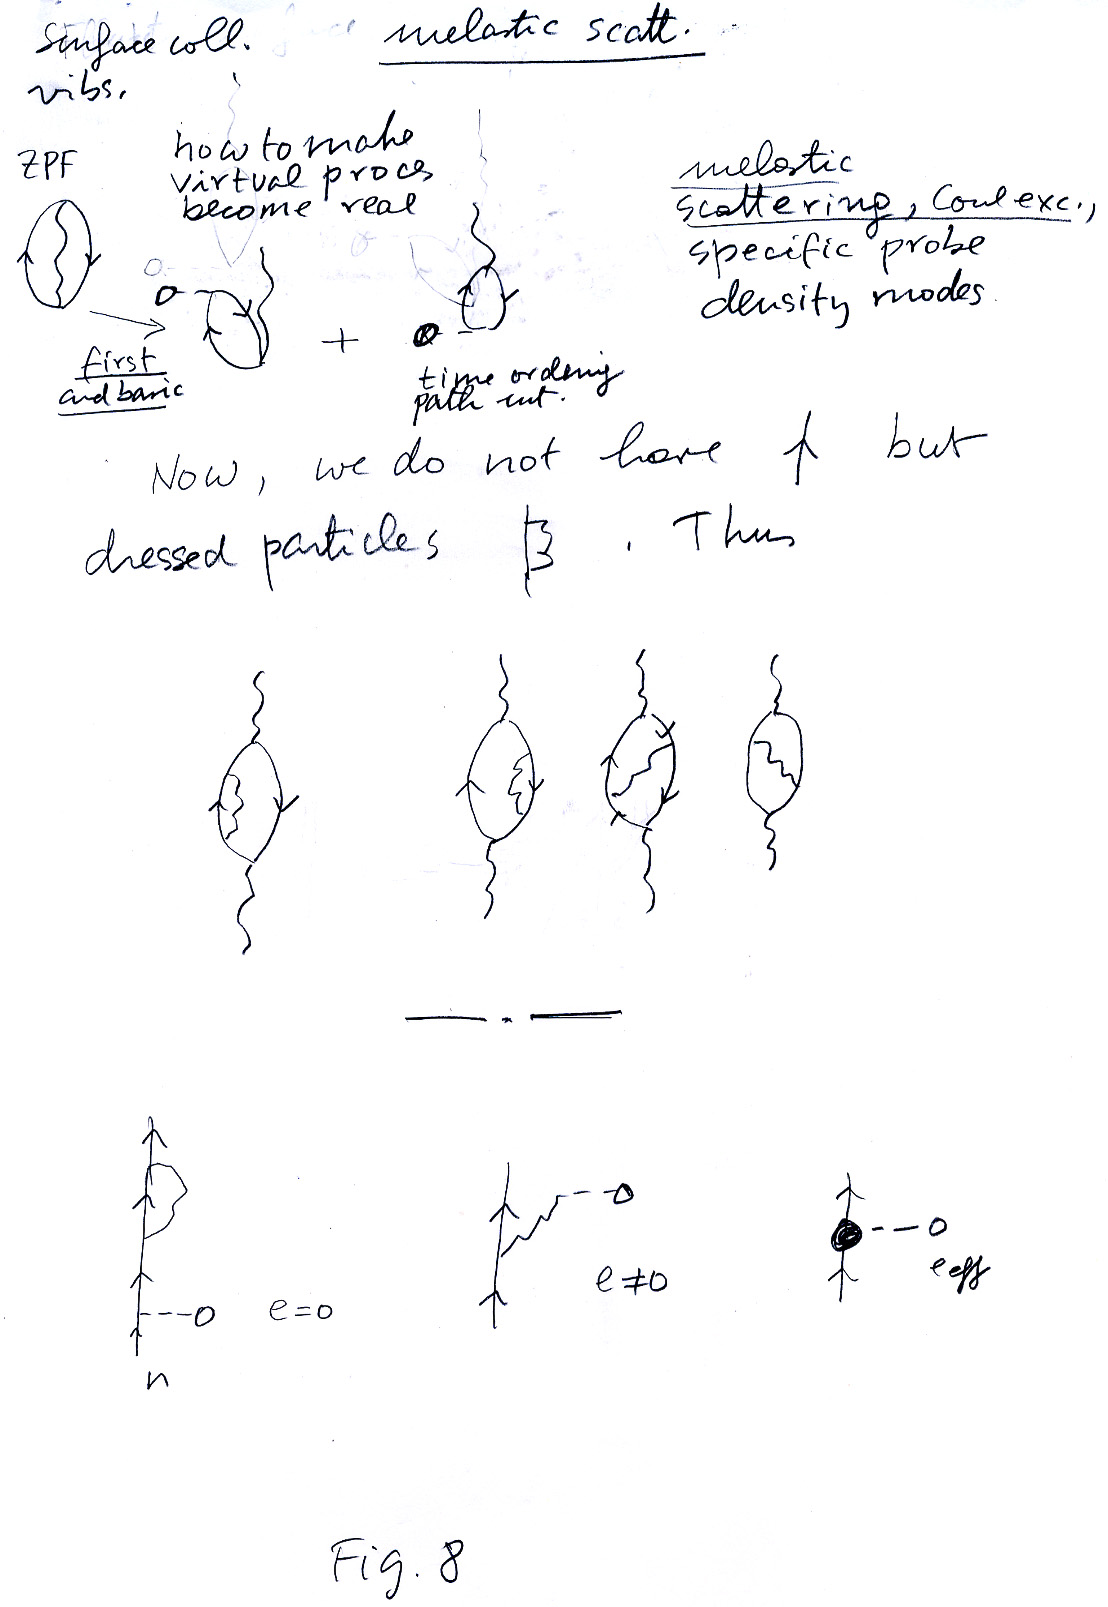 surface coll.
vibs.
inelastic scatt.
ZPF
how to make
virtual proces
become real
inelastic
scattering, Coul exc.,
specific probe
density modes.
first
and basic
+
time ordering
path int.
Now, we do not have but
dressed particles . Thus
e=0
n
e≠0
eeff
Fig. 8